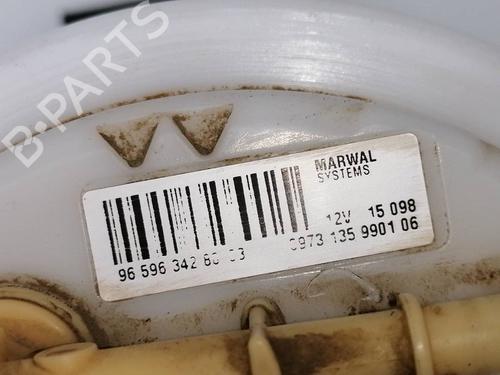 B-PARTS
MARWAL
SYSTEMS
12V 15 098
96 596 342 80 03
0973 135 9901 06